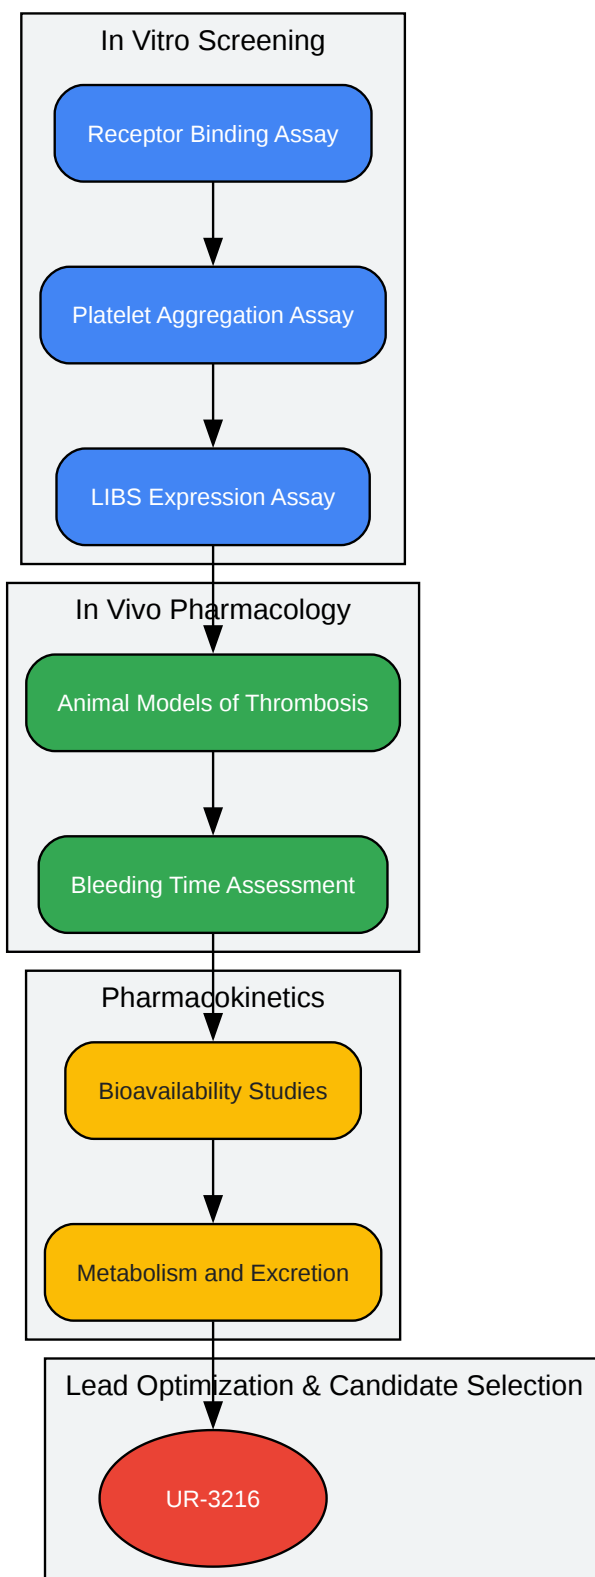 In Vitro Screening
Receptor Binding Assay
Platelet Aggregation Assay
LIBS Expression Assay
In Vivo Pharmacology
Animal Models of Thrombosis
Bleeding Time Assessment
Pharmacokinetics
Bioavailability Studies
Metabolism and Excretion
Lead Optimization & Candidate Selection
UR-3216